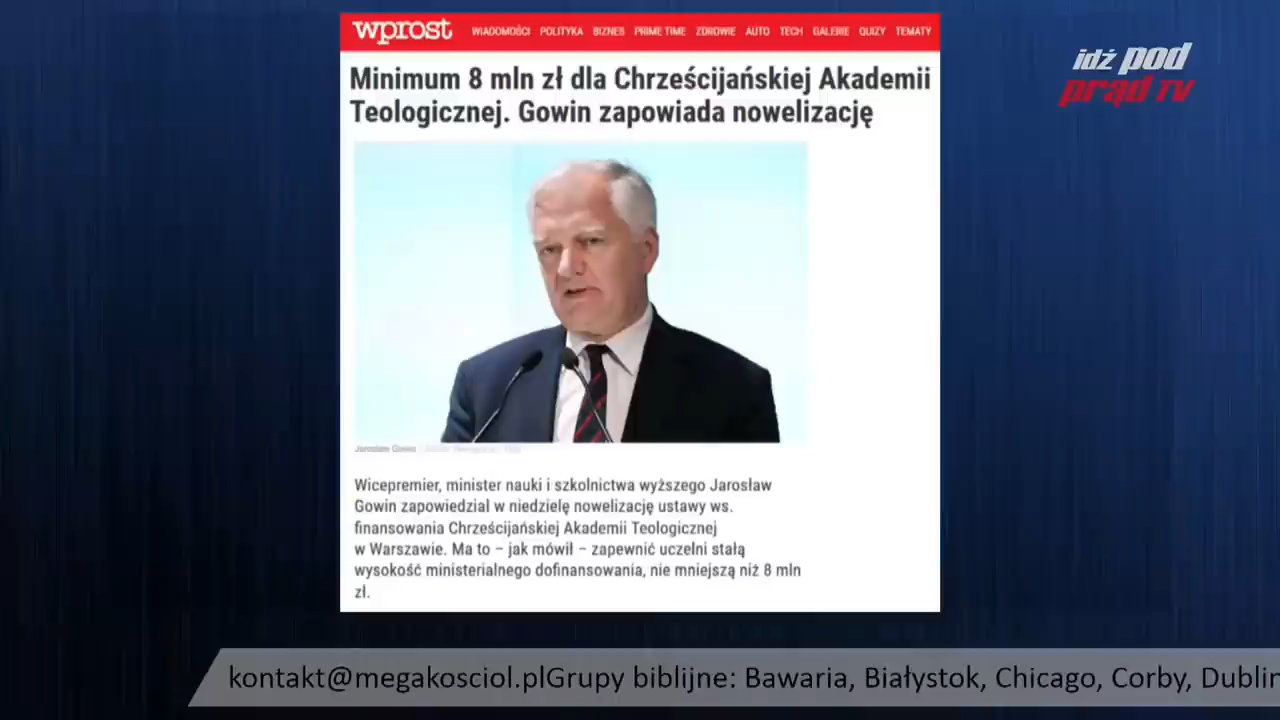 wprost
WIADOMOŚCI POLITYKA BIZNES PRIME TIME ZDROWIE AUTO TECH GALERIE QUIZY TEMATY
idź pod
prąd TV
Minimum 8 mln zł dla Chrześcijańskiej Akademii
Teologicznej. Gowin zapowiada nowelizację
Jarosław Gowin
Wicepremier, minister nauki i szkolnictwa wyższego Jarosław
Gowin zapowiedział w niedzielę nowelizację ustawy ws.
finansowania Chrześcijańskiej Akademii Teologicznej
w Warszawie. Ma to – jak mówił – zapewnić uczelni stałą
wysokość ministerialnego dofinansowania, nie mniejszą niż 8 mln
zł.
kontakt@megakosciol.plGrupy biblijne: Bawaria, Białystok, Chicago, Corby, Dublin